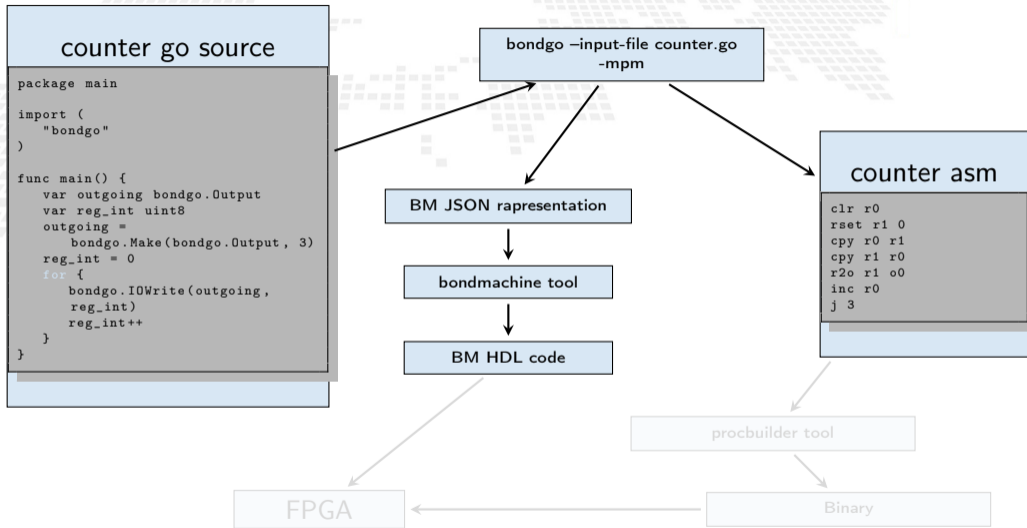 counter go source
package main
import (
"bondgo"
)
func main() {
var outgoing bondgo.Output
var reg_int uint8
outgoing =
bondgo.Make(bondgo.Output, 3)
reg_int = 0
for {
bondgo.IOWrite(outgoing,
reg_int)
reg_int++
}
}
bondgo –input-file counter.go
-mpm
BM JSON rapresentation
bondmachine tool
BM HDL code
counter asm
clr r0
rset r1 0
cpy r0 r1
cpy r1 r0
r2o r1 o0
inc r0
j 3
procbuilder tool
Binary
FPGA